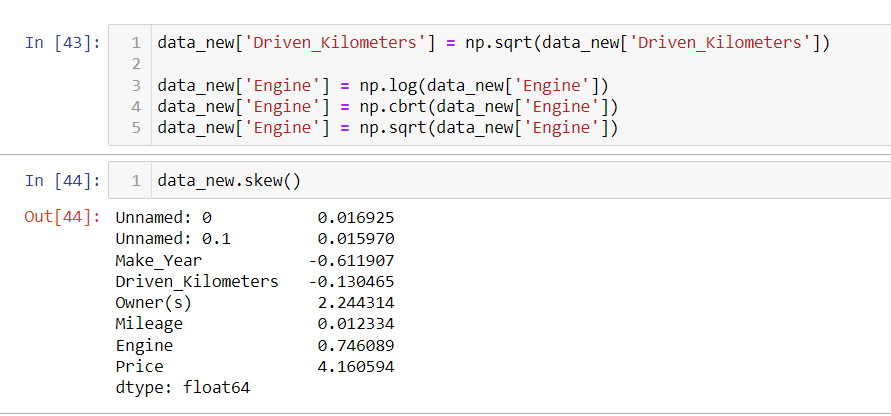 In [43]:
1 data_new['Driven_Kilometers'] = np.sqrt(data_new['Driven_Kilometers'])
2
3 data_new['Engine'] = np.log(data_new['Engine'])
4 data_new['Engine'] = np.cbrt(data_new['Engine'])
5 data_new['Engine'] = np.sqrt(data_new['Engine'])
In [44]:
1 data_new.skew()
Out[44]:
Unnamed: 0 0.016925
Unnamed: 0.1 0.015970
Make_Year -0.611907
Driven_Kilometers -0.130465
Owner(s) 2.244314
Mileage 0.012334
Engine 0.746089
Price 4.160594
dtype: float64